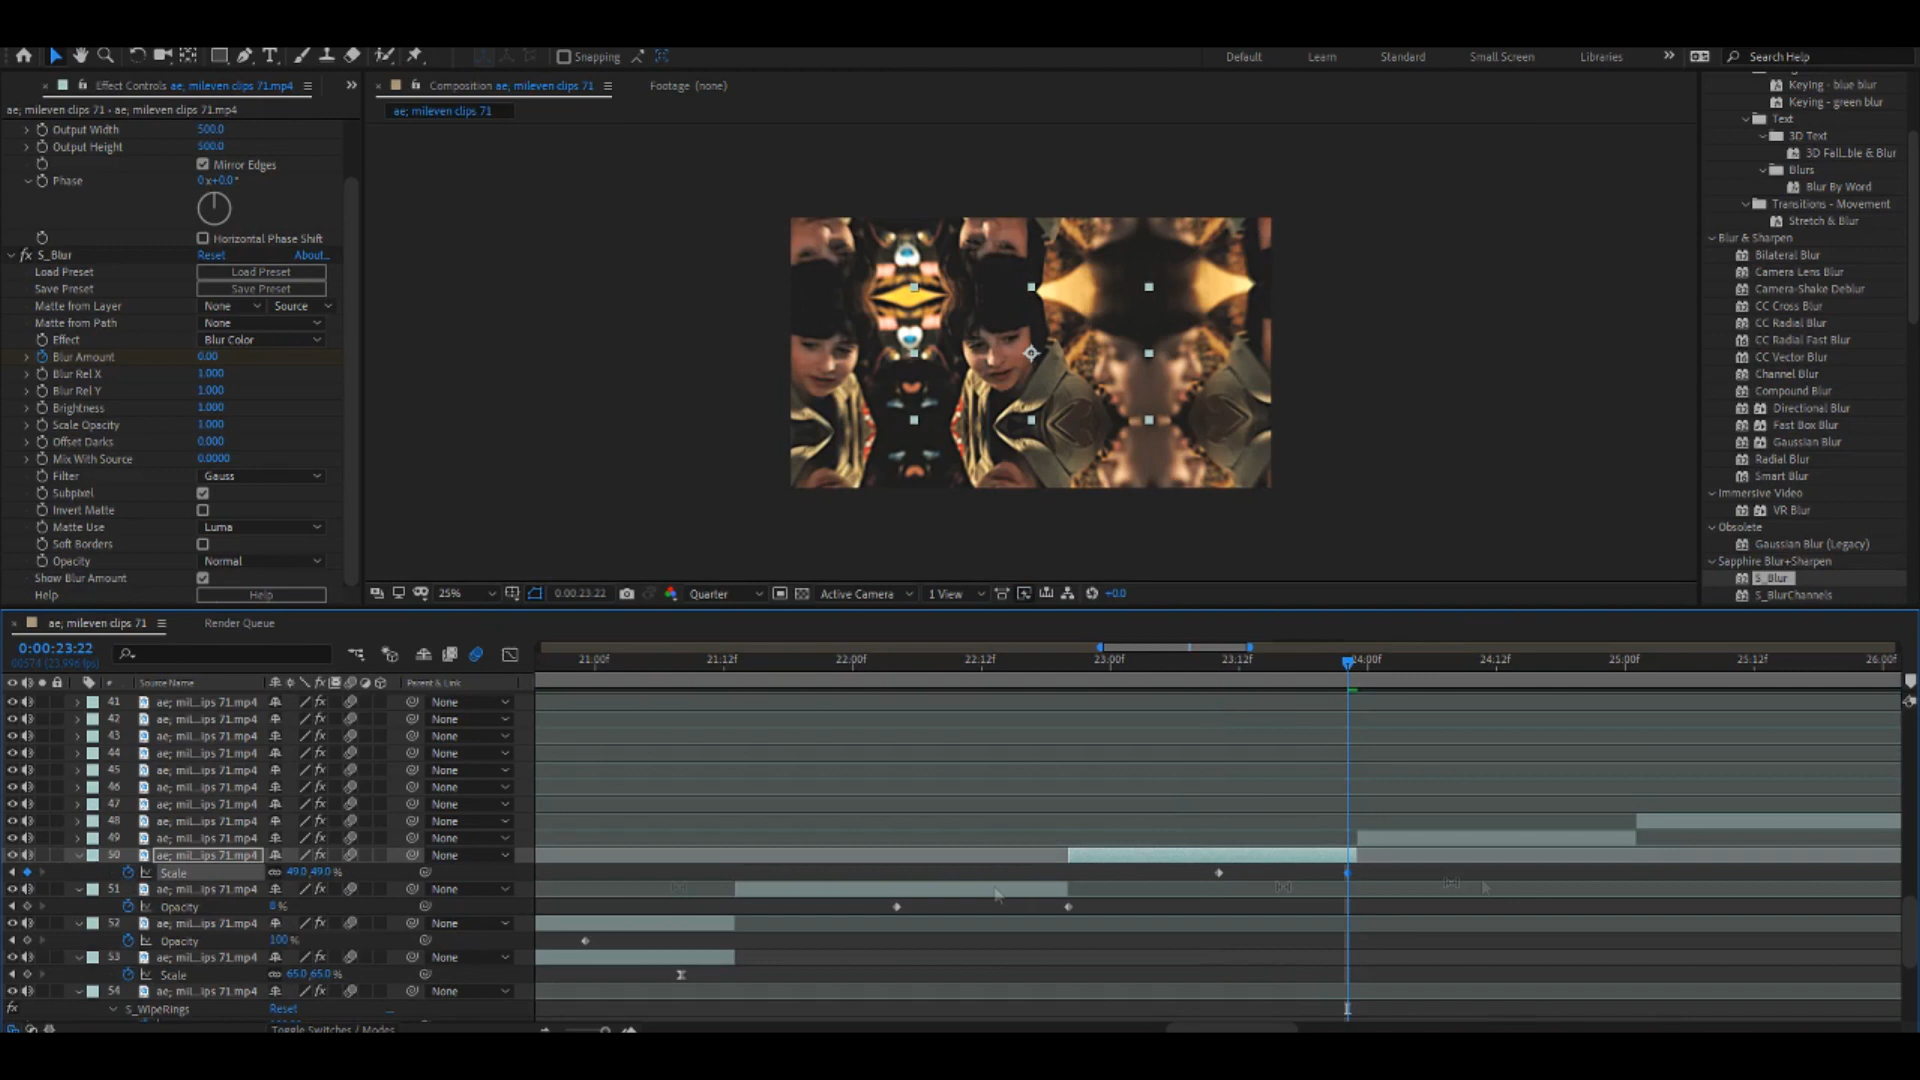 Snapping
Default
Learn
Standard
Small Screen
Libraries
Search Help
Effect Controls ae; mileven clips 71.mp4
Composition ae; mileven clips 71
Footage (none)
ae; mileven clips 71 • ae; mileven clips 71.mp4
ae; mileven clips 71
Output Width 500.0
Output Height 500.0
Mirror Edges
Phase 0x+0.0°
Horizontal Phase Shift
fx S_Blur Reset About...
Load Preset Load Preset
Save Preset Save Preset
Matte from Layer None Source
Matte from Path None
Effect Blur Color
Blur Amount 0.00
Blur Rel X 1.000
Blur Rel Y 1.000
Brightness 1.000
Scale Opacity 1.000
Offset Darks 0.000
Mix With Source 0.0000
Filter Gauss
Subpixel
Invert Matte
Matte Use Luma
Soft Borders
Opacity Normal
Show Blur Amount
Help Help
Keying - blue blur
Keying - green blur
Text
3D Text
3D Fall...ble & Blur
Blurs
Blur By Word
Transitions - Movement
Stretch & Blur
Blur & Sharpen
Bilateral Blur
Camera Lens Blur
Camera-Shake Deblur
CC Cross Blur
CC Radial Blur
CC Radial Fast Blur
CC Vector Blur
Channel Blur
Compound Blur
Directional Blur
Fast Box Blur
Gaussian Blur
Radial Blur
Smart Blur
Immersive Video
VR Blur
Obsolete
Gaussian Blur (Legacy)
Sapphire Blur+Sharpen
S_Blur
S_BlurChannels
25% 0:00:23:22 Quarter Active Camera 1 View +0.0
ae; mileven clips 71
Render Queue
0:00:23:22
00574 (23.976 fps)
# Source Name Parent & Link
21:00f 21:12f 22:00f 22:12f 23:00f 23:12f 24:00f 24:12f 25:00f 25:12f 26:00f
41 ae; mil...ips 71.mp4 None
42 ae; mil...ips 71.mp4 None
43 ae; mil...ips 71.mp4 None
44 ae; mil...ips 71.mp4 None
45 ae; mil...ips 71.mp4 None
46 ae; mil...ips 71.mp4 None
47 ae; mil...ips 71.mp4 None
48 ae; mil...ips 71.mp4 None
49 ae; mil...ips 71.mp4 None
50 ae; mil...ips 71.mp4 None
Scale 49.0,49.0%
51 ae; mil...ips 71.mp4 None
Opacity 8%
52 ae; mil...ips 71.mp4 None
Opacity 100%
53 ae; mil...ips 71.mp4 None
Scale 65.0,65.0%
54 ae; mil...ips 71.mp4 None
fx S_WipeRings Reset
Toggle Switches / Modes